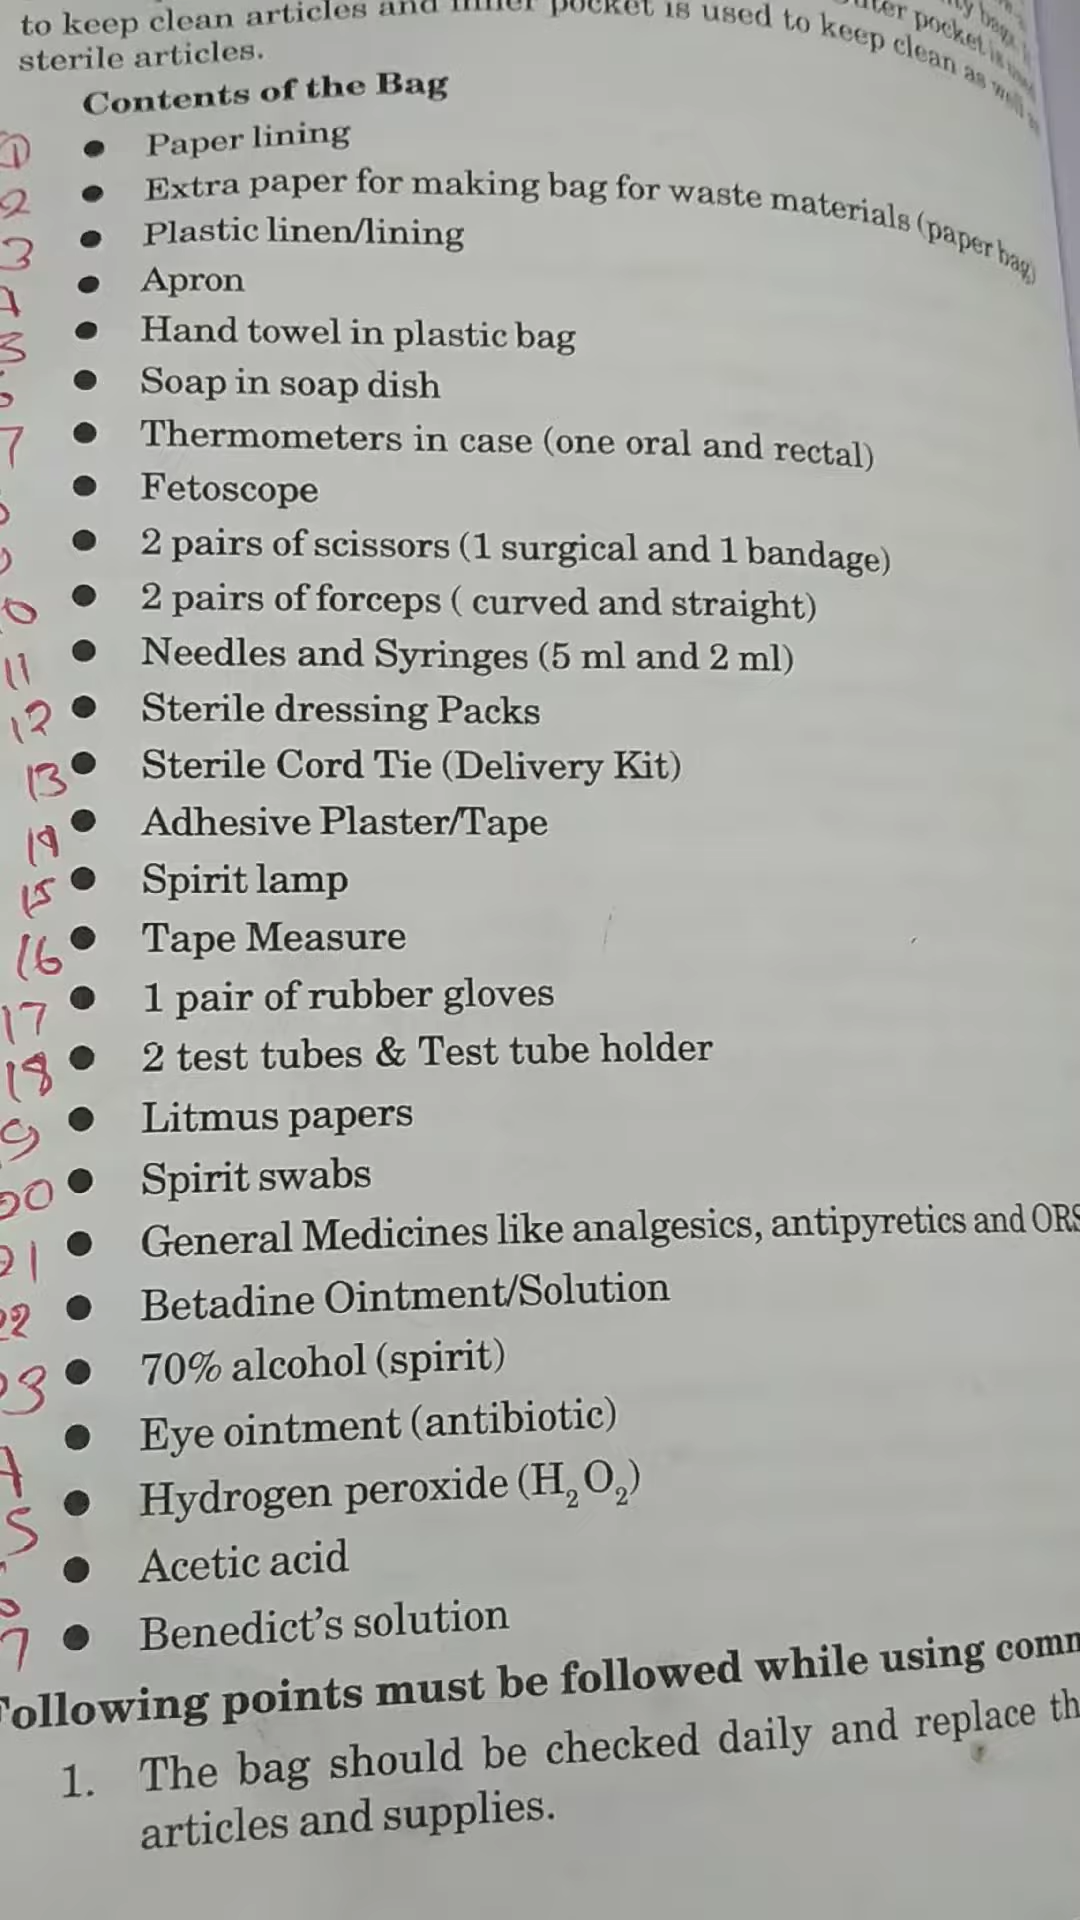 to keep clean articles and inner pocket is used to keep clean as well as
sterile articles.
Contents of the Bag
① • Paper lining
2 • Extra paper for making bag for waste materials (paper bag)
3 • Plastic linen/lining
• Apron
• Hand towel in plastic bag
• Soap in soap dish
7 • Thermometers in case (one oral and rectal)
• Fetoscope
• 2 pairs of scissors (1 surgical and 1 bandage)
• 2 pairs of forceps ( curved and straight)
11 • Needles and Syringes (5 ml and 2 ml)
12 • Sterile dressing Packs
13 • Sterile Cord Tie (Delivery Kit)
14 • Adhesive Plaster/Tape
15 • Spirit lamp
16 • Tape Measure
17 • 1 pair of rubber gloves
18 • 2 test tubes & Test tube holder
9 • Litmus papers
20 • Spirit swabs
21 • General Medicines like analgesics, antipyretics and ORS
22 • Betadine Ointment/Solution
23 • 70% alcohol (spirit)
• Eye ointment (antibiotic)
5 • Hydrogen peroxide (H₂O₂)
• Acetic acid
7 • Benedict's solution
Following points must be followed while using
1. The bag should be checked daily and replace
articles and supplies.